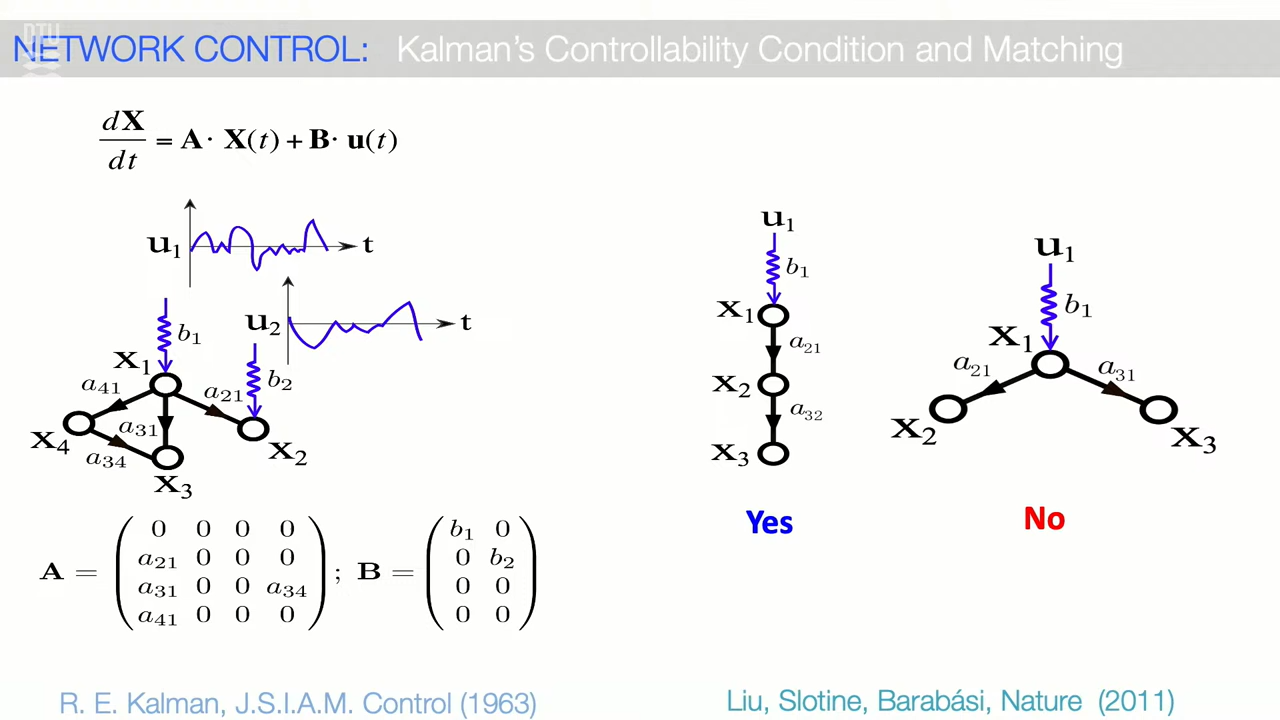 DTU
NETWORK CONTROL: Kalman's Controllability Condition and Matching
dX/dt = A· X(t) + B· u(t)
u₁ t
u₂ t
b₁
b₂
x₁
a₄₁ a₂₁
a₃₁
x₄ a₃₄ x₂
x₃
A = ( 0 0 0 0 ; a₂₁ 0 0 0 ; a₃₁ 0 0 a₃₄ ; a₄₁ 0 0 0 ) ; B = ( b₁ 0 ; 0 b₂ ; 0 0 ; 0 0 )
R. E. Kalman, J.S.I.A.M. Control (1963)
u₁
b₁
x₁
a₂₁
x₂
a₃₂
x₃
Yes
u₁
b₁
x₁
a₂₁ a₃₁
x₂ x₃
No
Liu, Slotine, Barabási, Nature (2011)